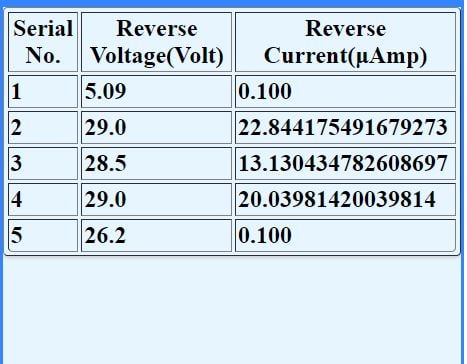 Serial No. Reverse Voltage(Volt) Reverse Current(µAmp)
1 5.09 0.100
2 29.0 22.844175491679273
3 28.5 13.130434782608697
4 29.0 20.03981420039814
5 26.2 0.100